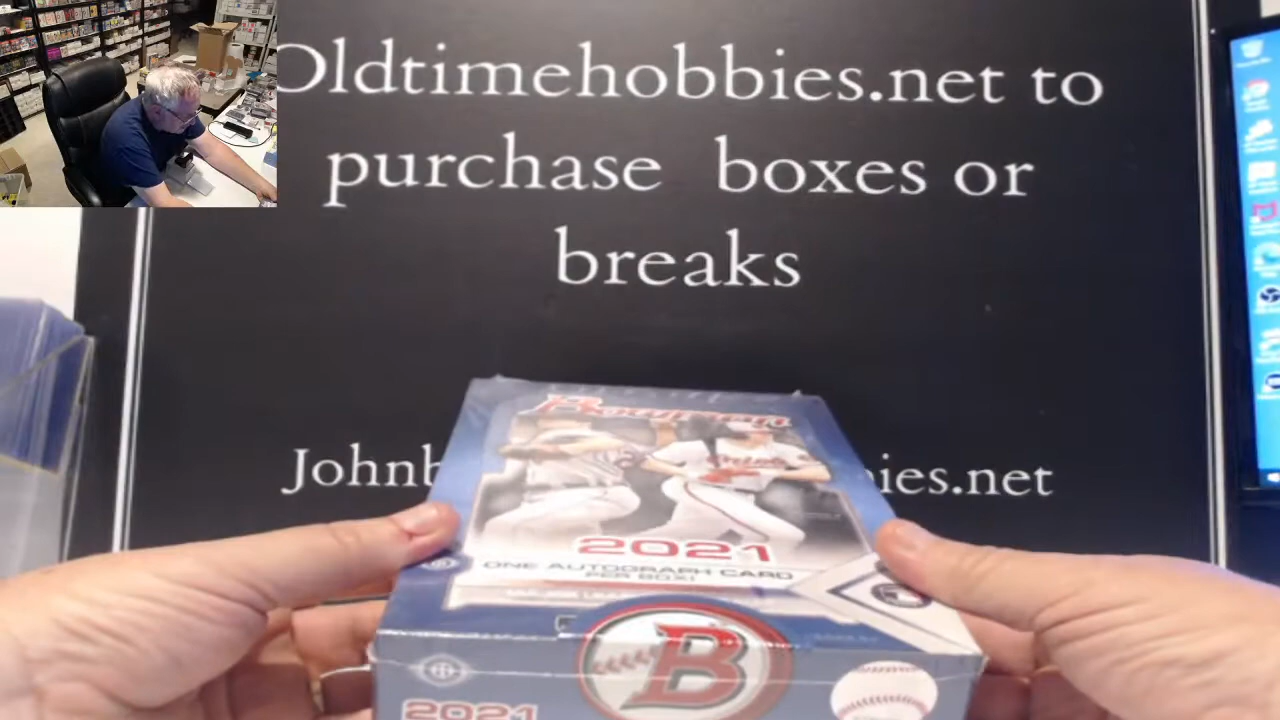 Oldtimehobbies.net to
purchase boxes or
breaks
Bowman
Johnb
ies.net
2021
ONE AUTOGRAPH CARD
PER BOX!
B
H
2021